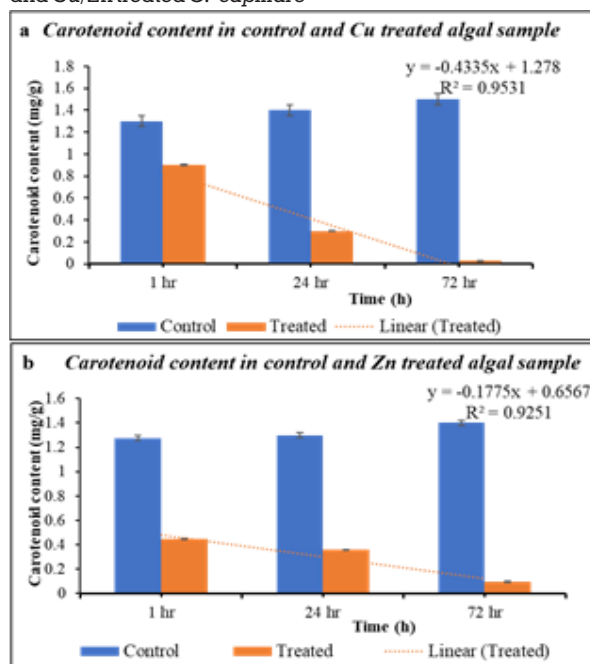 a Carotenoid content in control and Cu treated algal sample
y = -0.4335x + 1.278
R² = 0.9531
Carotenoid content (mg/g)
1.8
1.6
1.4
1.2
1
0.8
0.6
0.4
0.2
0
1 hr 24 hr 72 hr
Time (h)
Control Treated Linear (Treated)
b Carotenoid content in control and Zn treated algal sample
y = -0.1775x + 0.6567
R² = 0.9251
Carotenoid content (mg/g)
1.6
1.4
1.2
1
0.8
0.6
0.4
0.2
0
1 hr 24 hr 72 hr
Time (h)
Control Treated Linear (Treated)